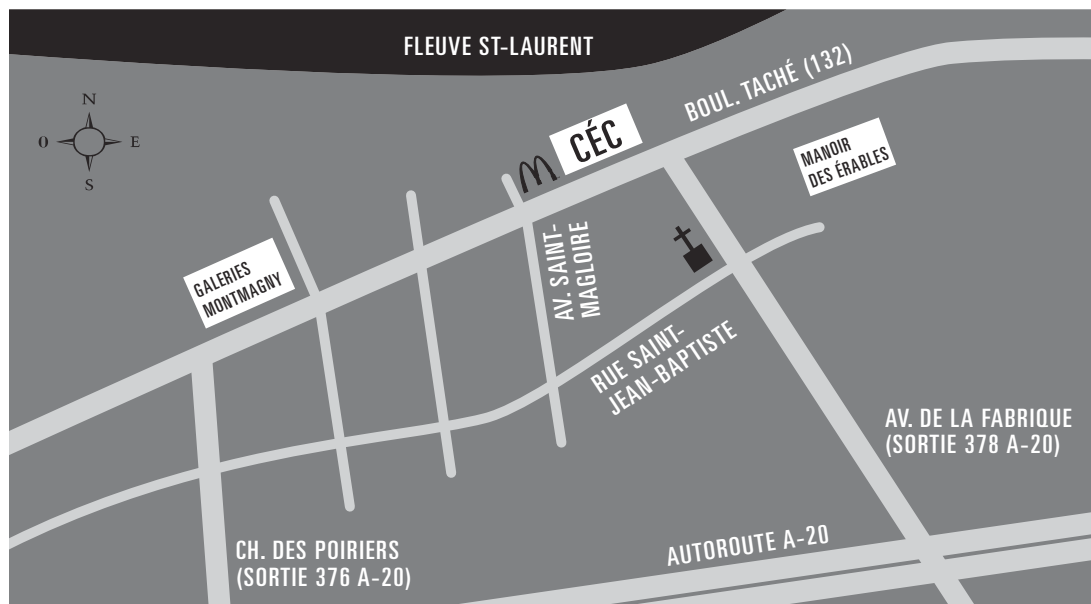 FLEUVE ST-LAURENT
BOUL. TACHÉ (132)
N
O E
S
CÉC
MANOIR
DES ÉRABLES
GALERIES
MONTMAGNY
AV. SAINT-
MAGLOIRE
RUE SAINT-
JEAN-BAPTISTE
AV. DE LA FABRIQUE
(SORTIE 378 A-20)
AUTOROUTE A-20
CH. DES POIRIERS
(SORTIE 376 A-20)